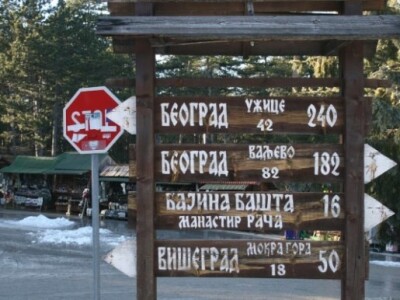 STOP
БЕОГРАД УЖИЦЕ 42 240
БЕОГРАД ВАЉЕВО 82 182
БАЈИНА БАШТА 16
МАНАСТИР РАЧА
ВИШЕГРАД МОКРА ГОРА 18 50